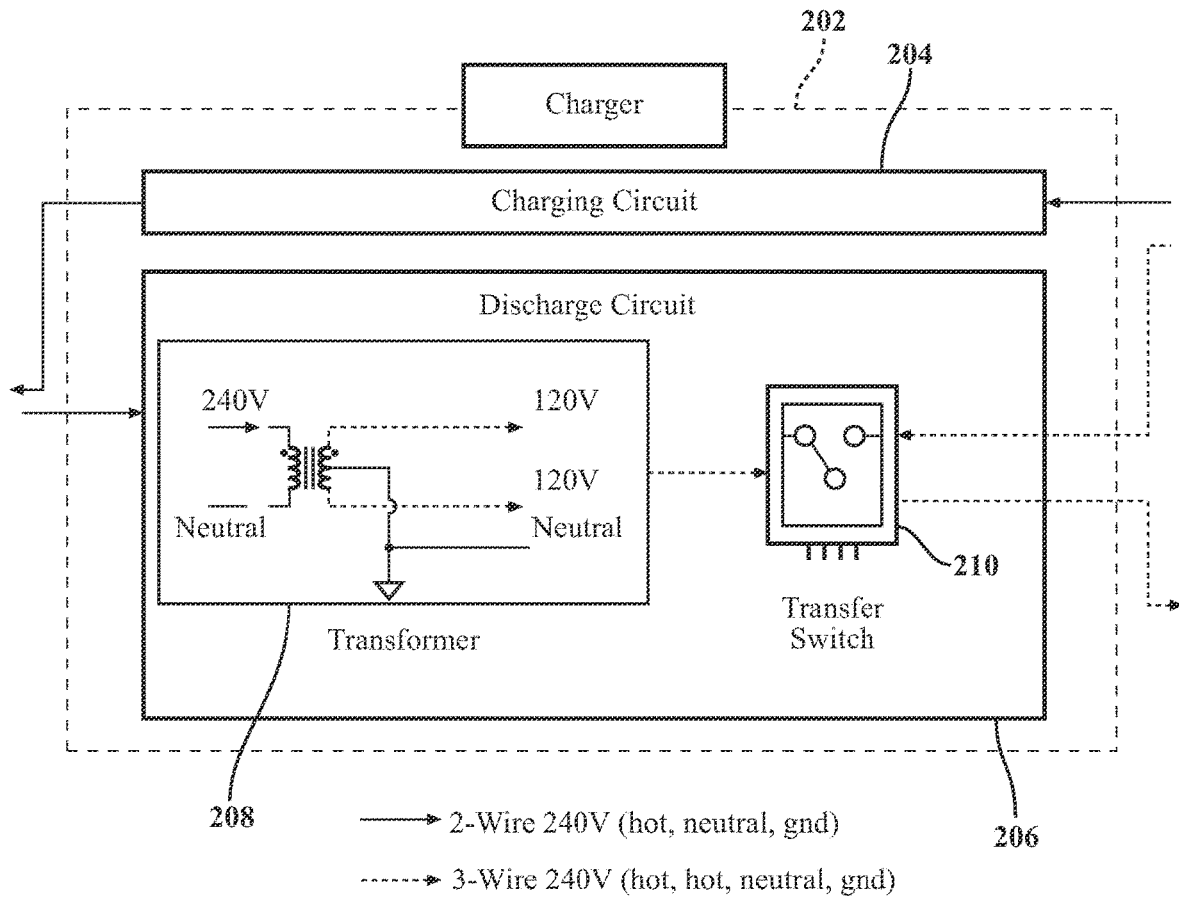 202
204
Charger
Charging Circuit
Discharge Circuit
240V
120V
120V
Neutral
Neutral
210
Transfer
Switch
Transformer
208
206
2-Wire 240V (hot, neutral, gnd)
3-Wire 240V (hot, hot, neutral, gnd)